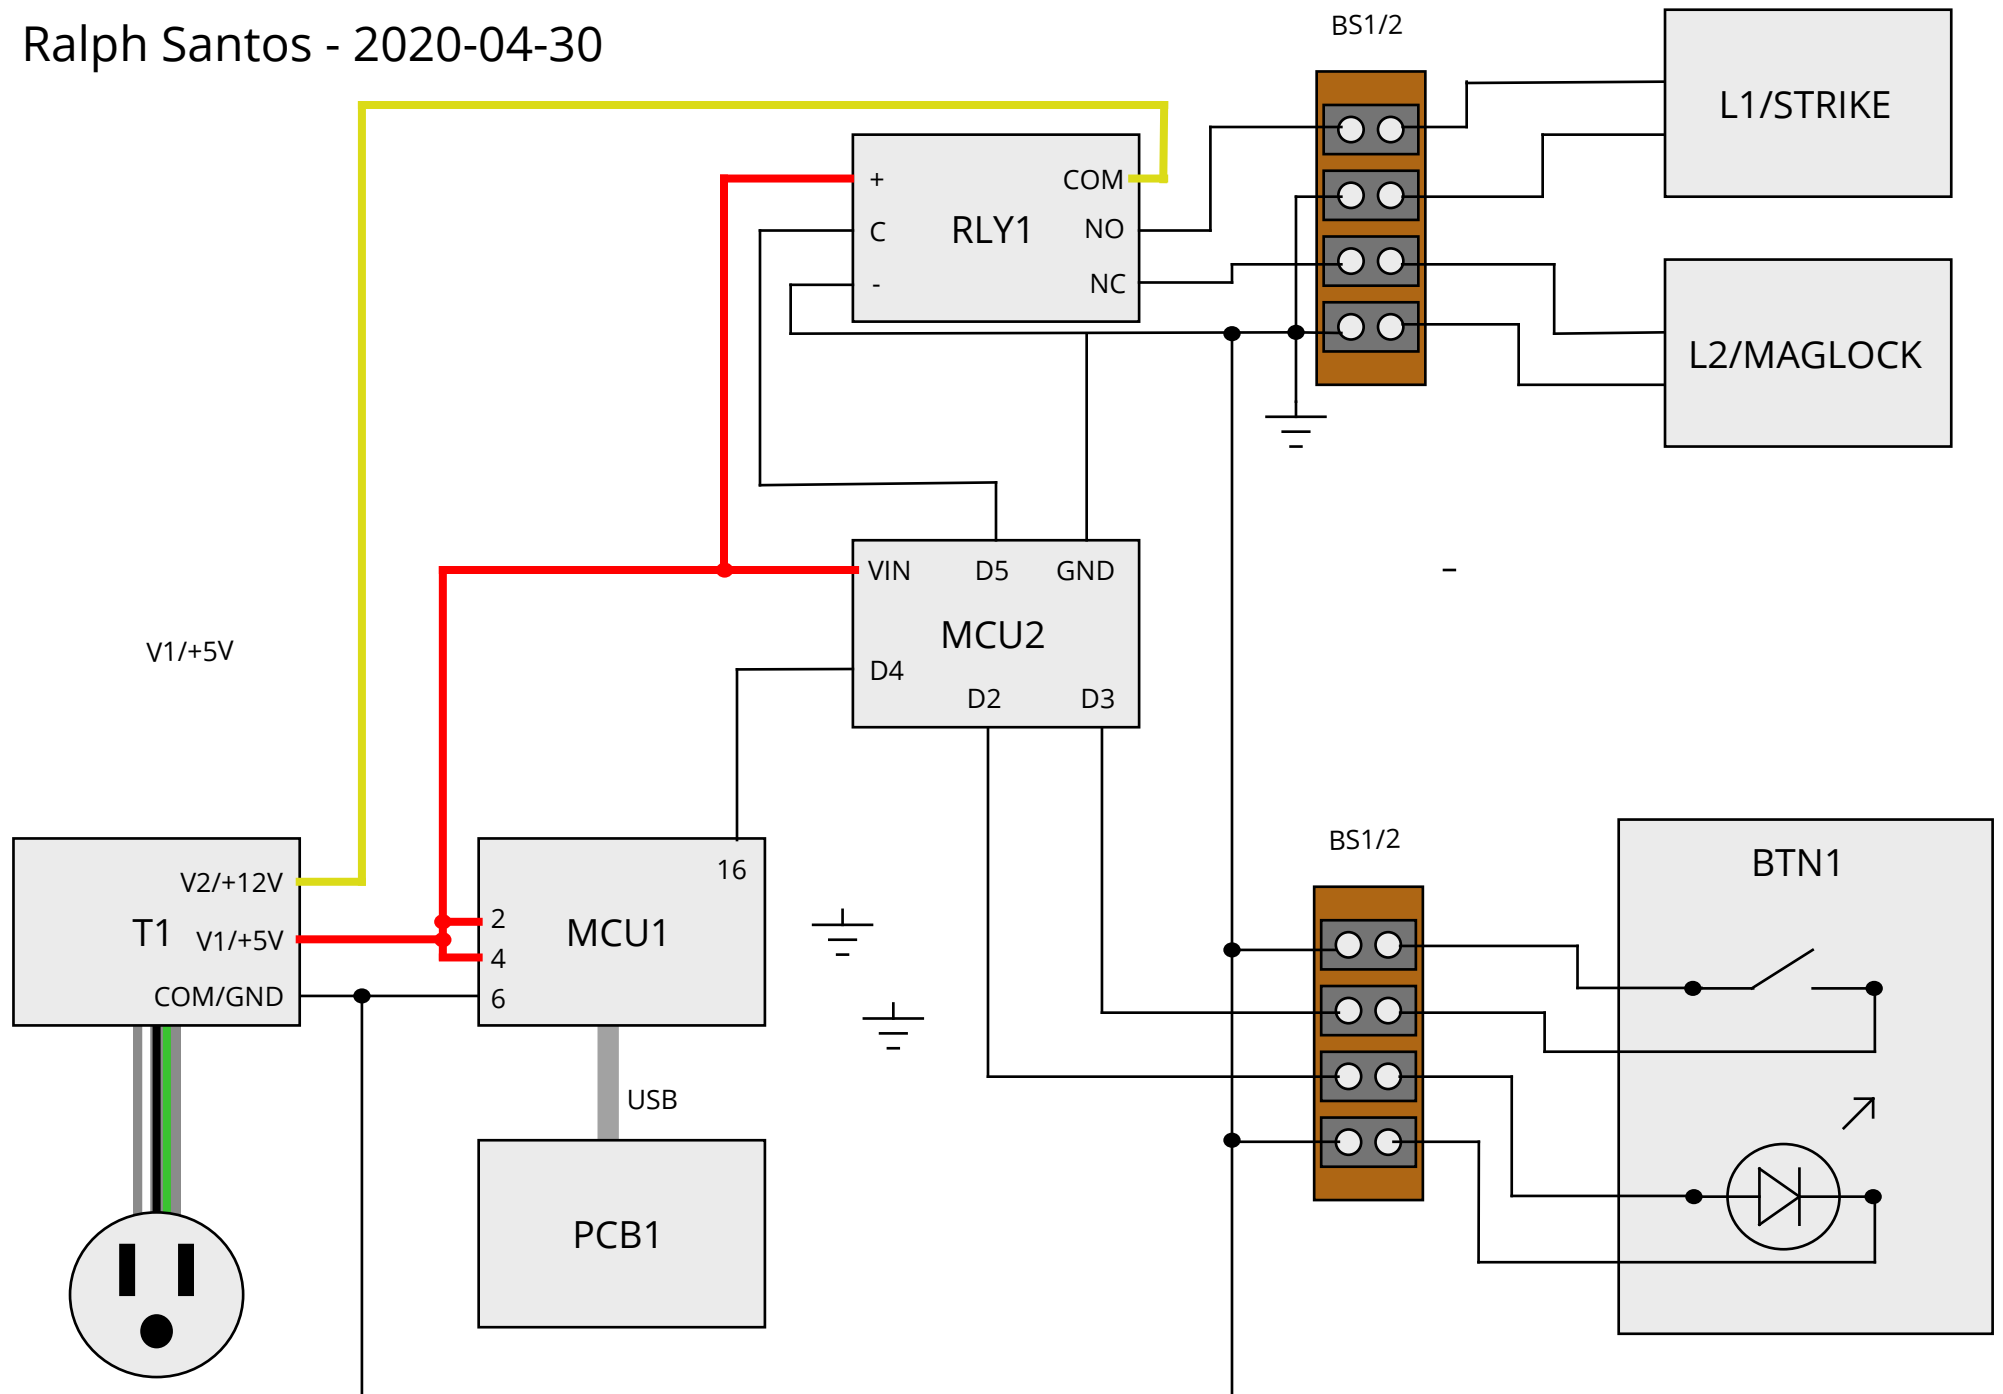 Ralph Santos - 2020-04-30
BS1/2
L1/STRIKE
+
COM
C
RLY1
NO
-
NC
L2/MAGLOCK
VIN
D5
GND
MCU2
V1/+5V
D4
D2
D3
BS1/2
BTN1
16
V2/+12V
T1
V1/+5V
2
MCU1
4
COM/GND
6
USB
PCB1